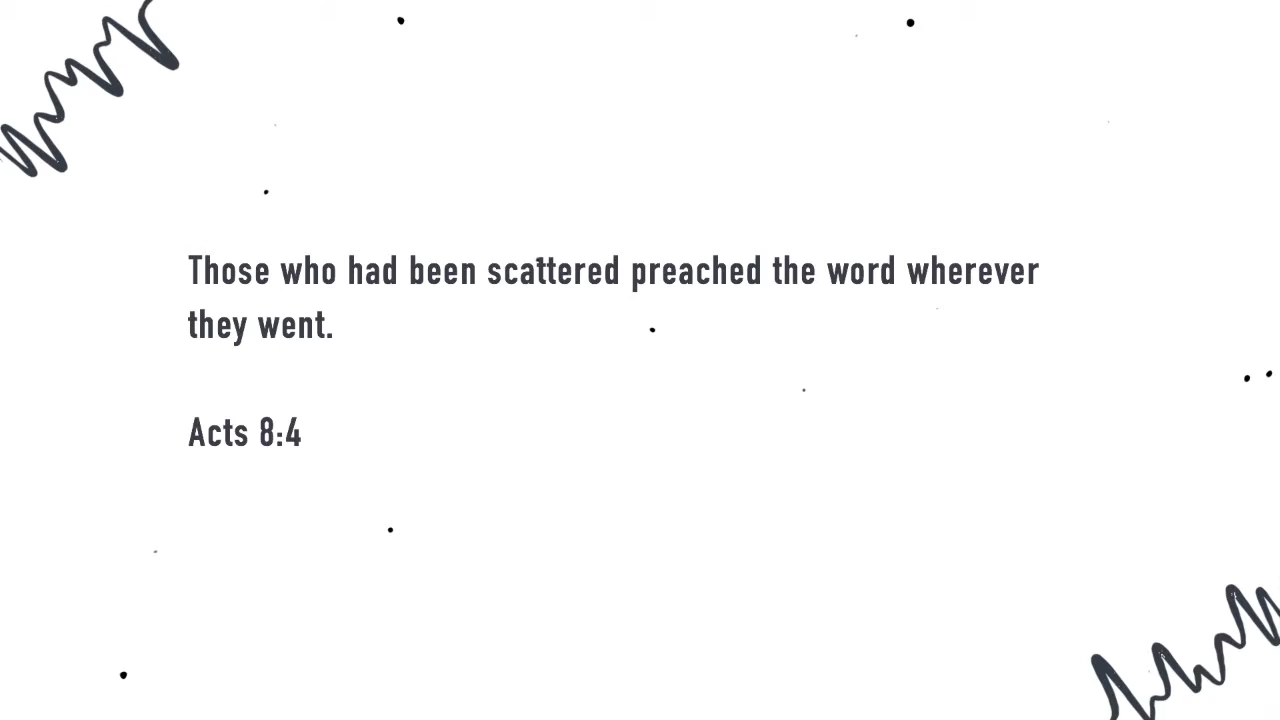 Those who had been scattered preached the word wherever
they went.
Acts 8:4